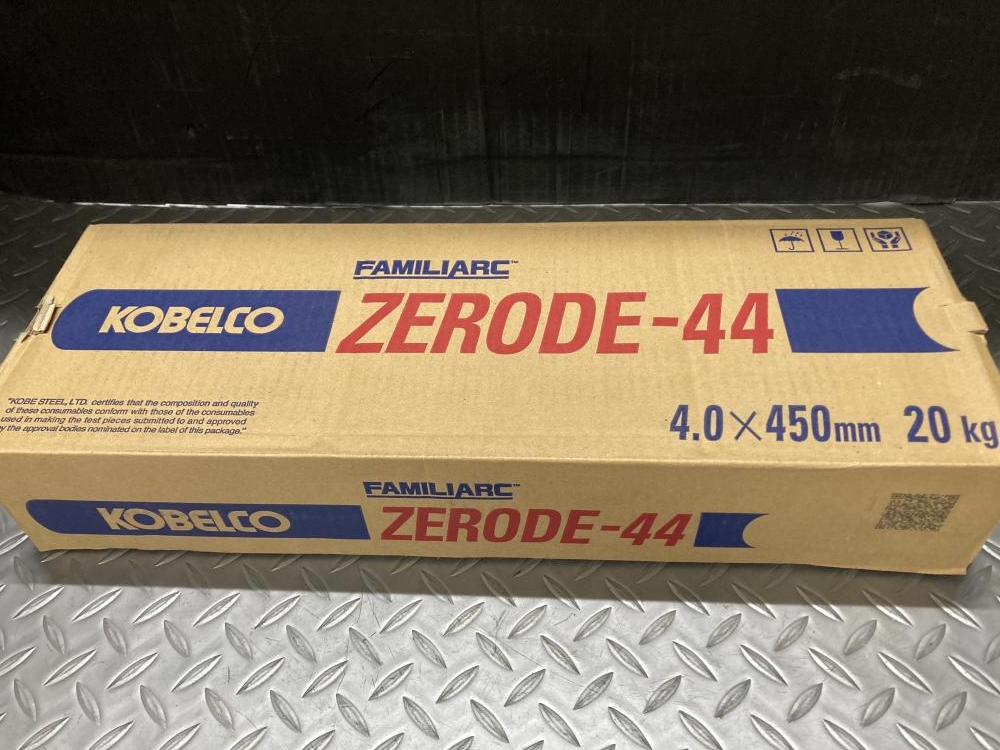 FAMILIARC™
KOBELCO ZERODE-44
"KOBE STEEL, LTD. certifies that the composition and quality
of these consumables conform with those of the consumables
used in making the test pieces submitted to and approved
by the approval bodies nominated on the label of this package."
4.0×450mm 20 kg
FAMILIARC™
KOBELCO ZERODE-44